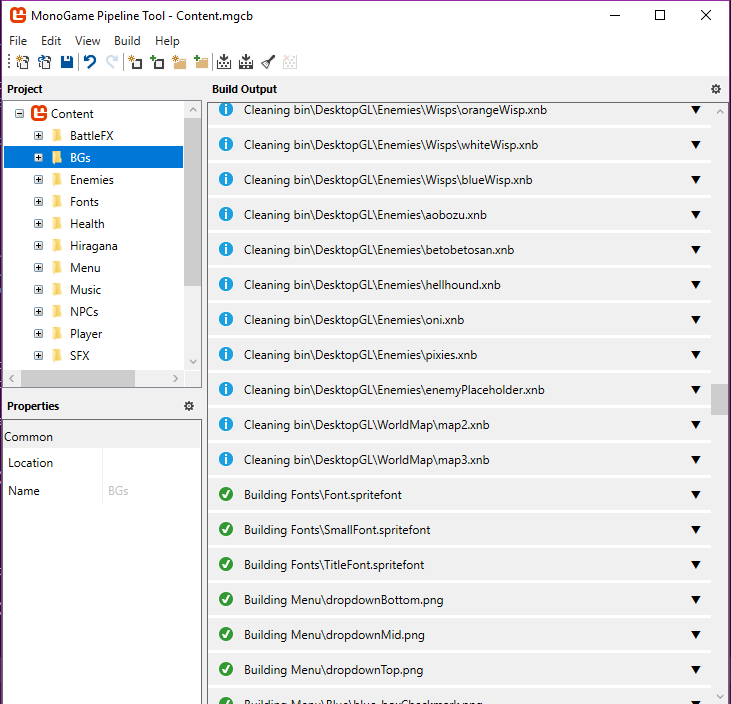 MonoGame Pipeline Tool - Content.mgcb
File Edit View Build Help
Project
Content
BattleFX
BGs
Enemies
Fonts
Health
Hiragana
Menu
Music
NPCs
Player
SFX
Properties
Common
Location
Name BGs
Build Output
Cleaning bin\DesktopGL\Enemies\Wisps\orangeWisp.xnb
Cleaning bin\DesktopGL\Enemies\Wisps\whiteWisp.xnb
Cleaning bin\DesktopGL\Enemies\Wisps\blueWisp.xnb
Cleaning bin\DesktopGL\Enemies\aobozu.xnb
Cleaning bin\DesktopGL\Enemies\betobetosan.xnb
Cleaning bin\DesktopGL\Enemies\hellhound.xnb
Cleaning bin\DesktopGL\Enemies\oni.xnb
Cleaning bin\DesktopGL\Enemies\pixies.xnb
Cleaning bin\DesktopGL\Enemies\enemyPlaceholder.xnb
Cleaning bin\DesktopGL\WorldMap\map2.xnb
Cleaning bin\DesktopGL\WorldMap\map3.xnb
Building Fonts\Font.spritefont
Building Fonts\SmallFont.spritefont
Building Fonts\TitleFont.spritefont
Building Menu\dropdownBottom.png
Building Menu\dropdownMid.png
Building Menu\dropdownTop.png